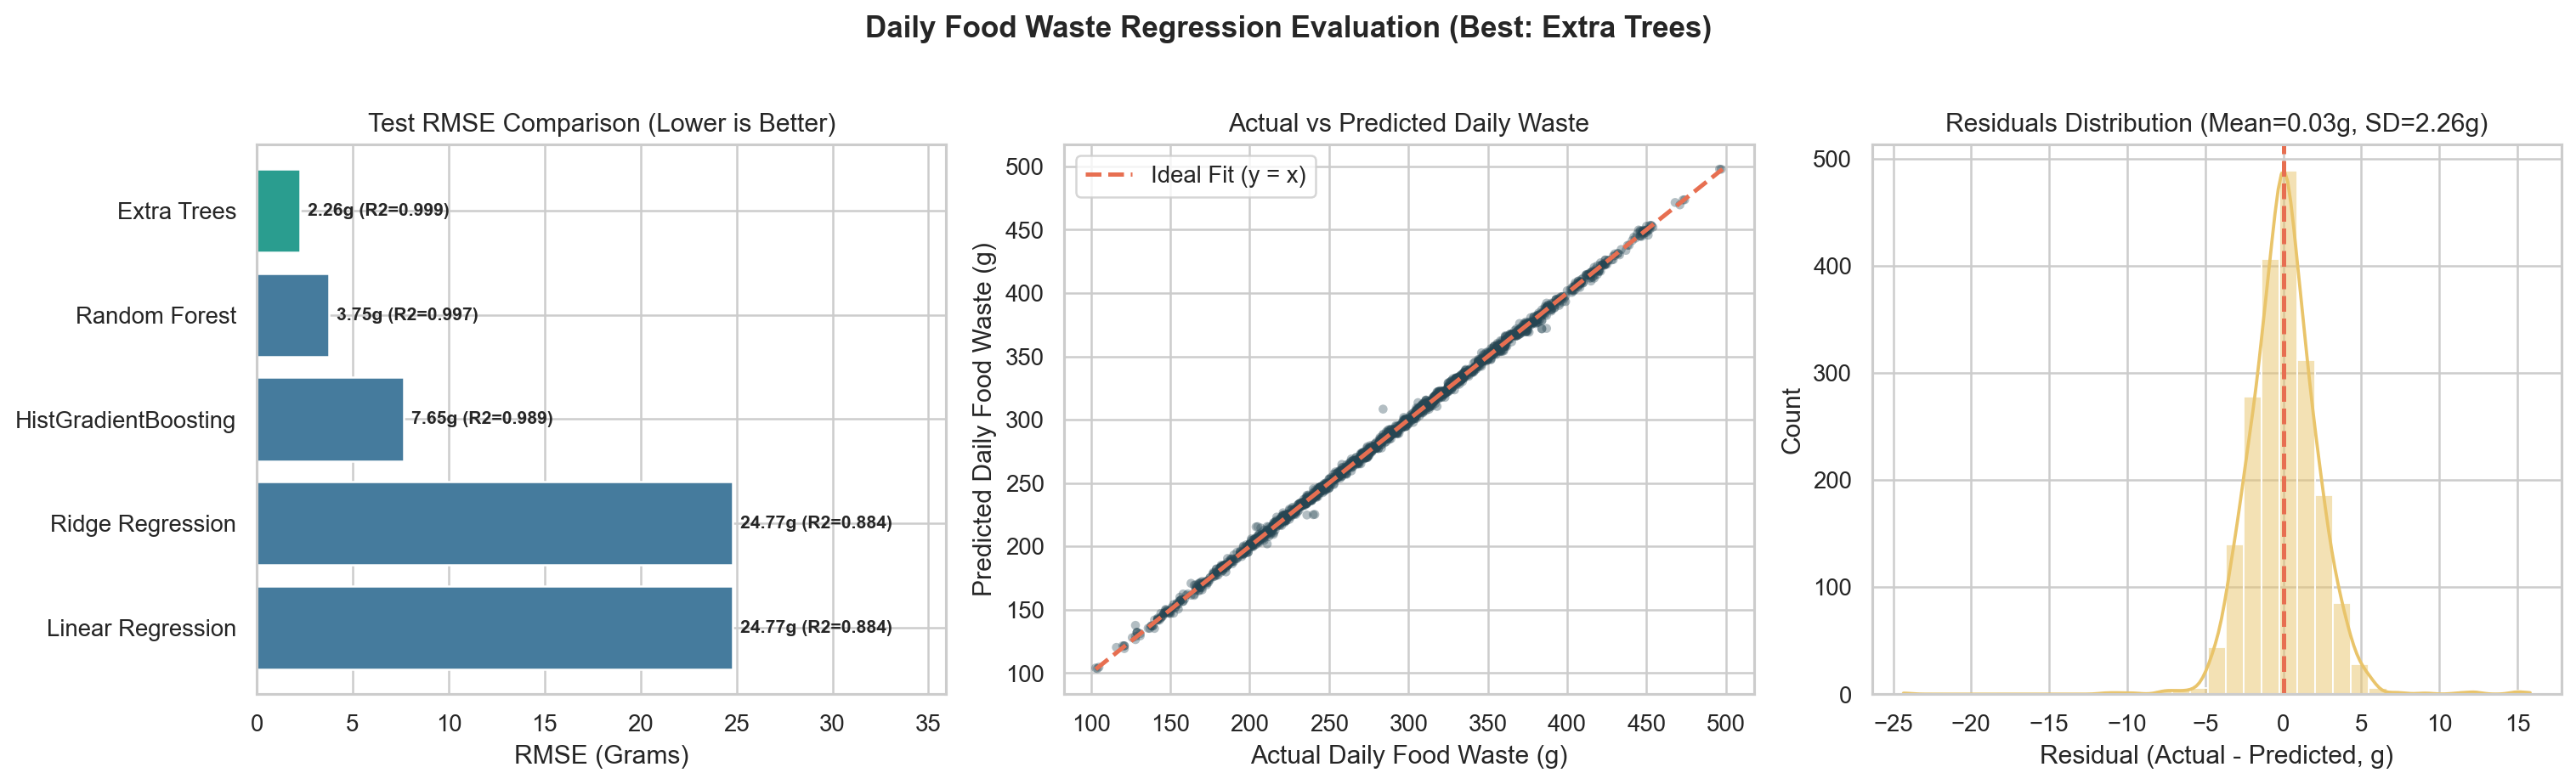 Daily Food Waste Regression Evaluation (Best: Extra Trees)
Test RMSE Comparison (Lower is Better)
Extra Trees
2.26g (R2=0.999)
Random Forest
3.75g (R2=0.997)
HistGradientBoosting
7.65g (R2=0.989)
Ridge Regression
24.77g (R2=0.884)
Linear Regression
24.77g (R2=0.884)
0 5 10 15 20 25 30 35
RMSE (Grams)
Actual vs Predicted Daily Waste
Ideal Fit (y = x)
Predicted Daily Food Waste (g)
500
450
400
350
300
250
200
150
100
100 150 200 250 300 350 400 450 500
Actual Daily Food Waste (g)
Residuals Distribution (Mean=0.03g, SD=2.26g)
Count
500
400
300
200
100
0
−25 −20 −15 −10 −5 0 5 10 15
Residual (Actual - Predicted, g)